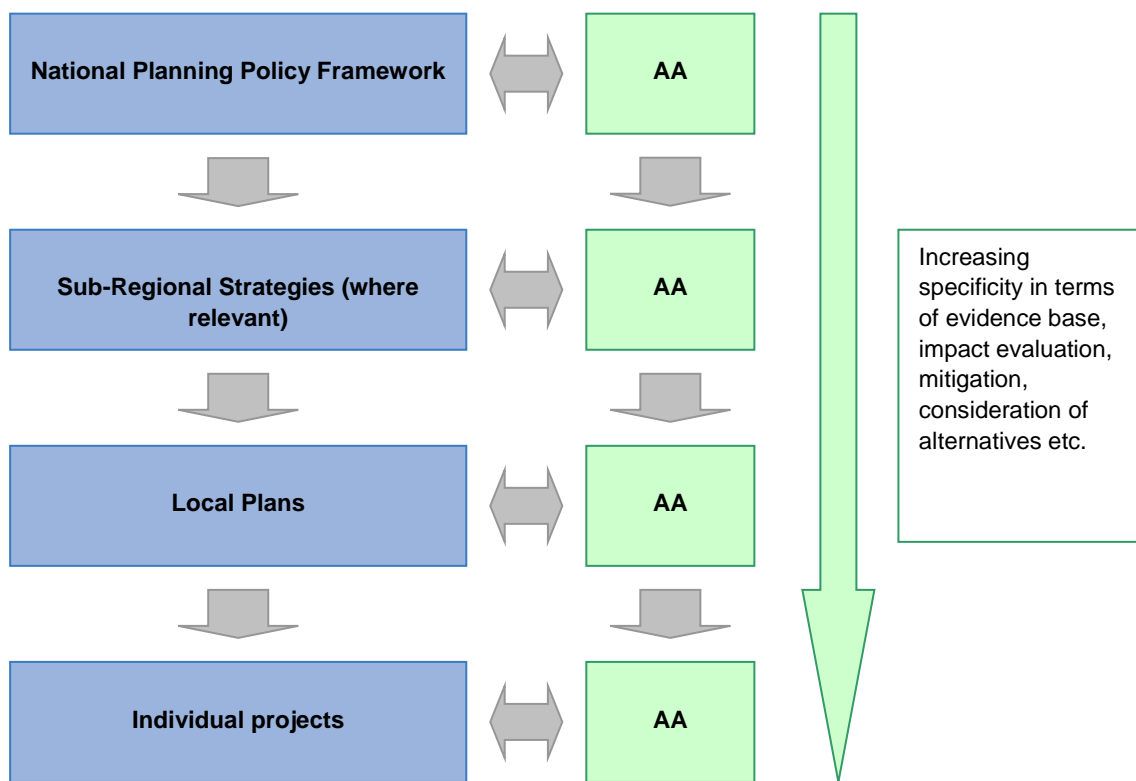 National Planning Policy Framework
AA
Sub-Regional Strategies (where
relevant)
AA
Increasing
specificity in terms
of evidence base,
impact evaluation,
mitigation,
consideration of
alternatives etc.
Local Plans
AA
Individual projects
AA